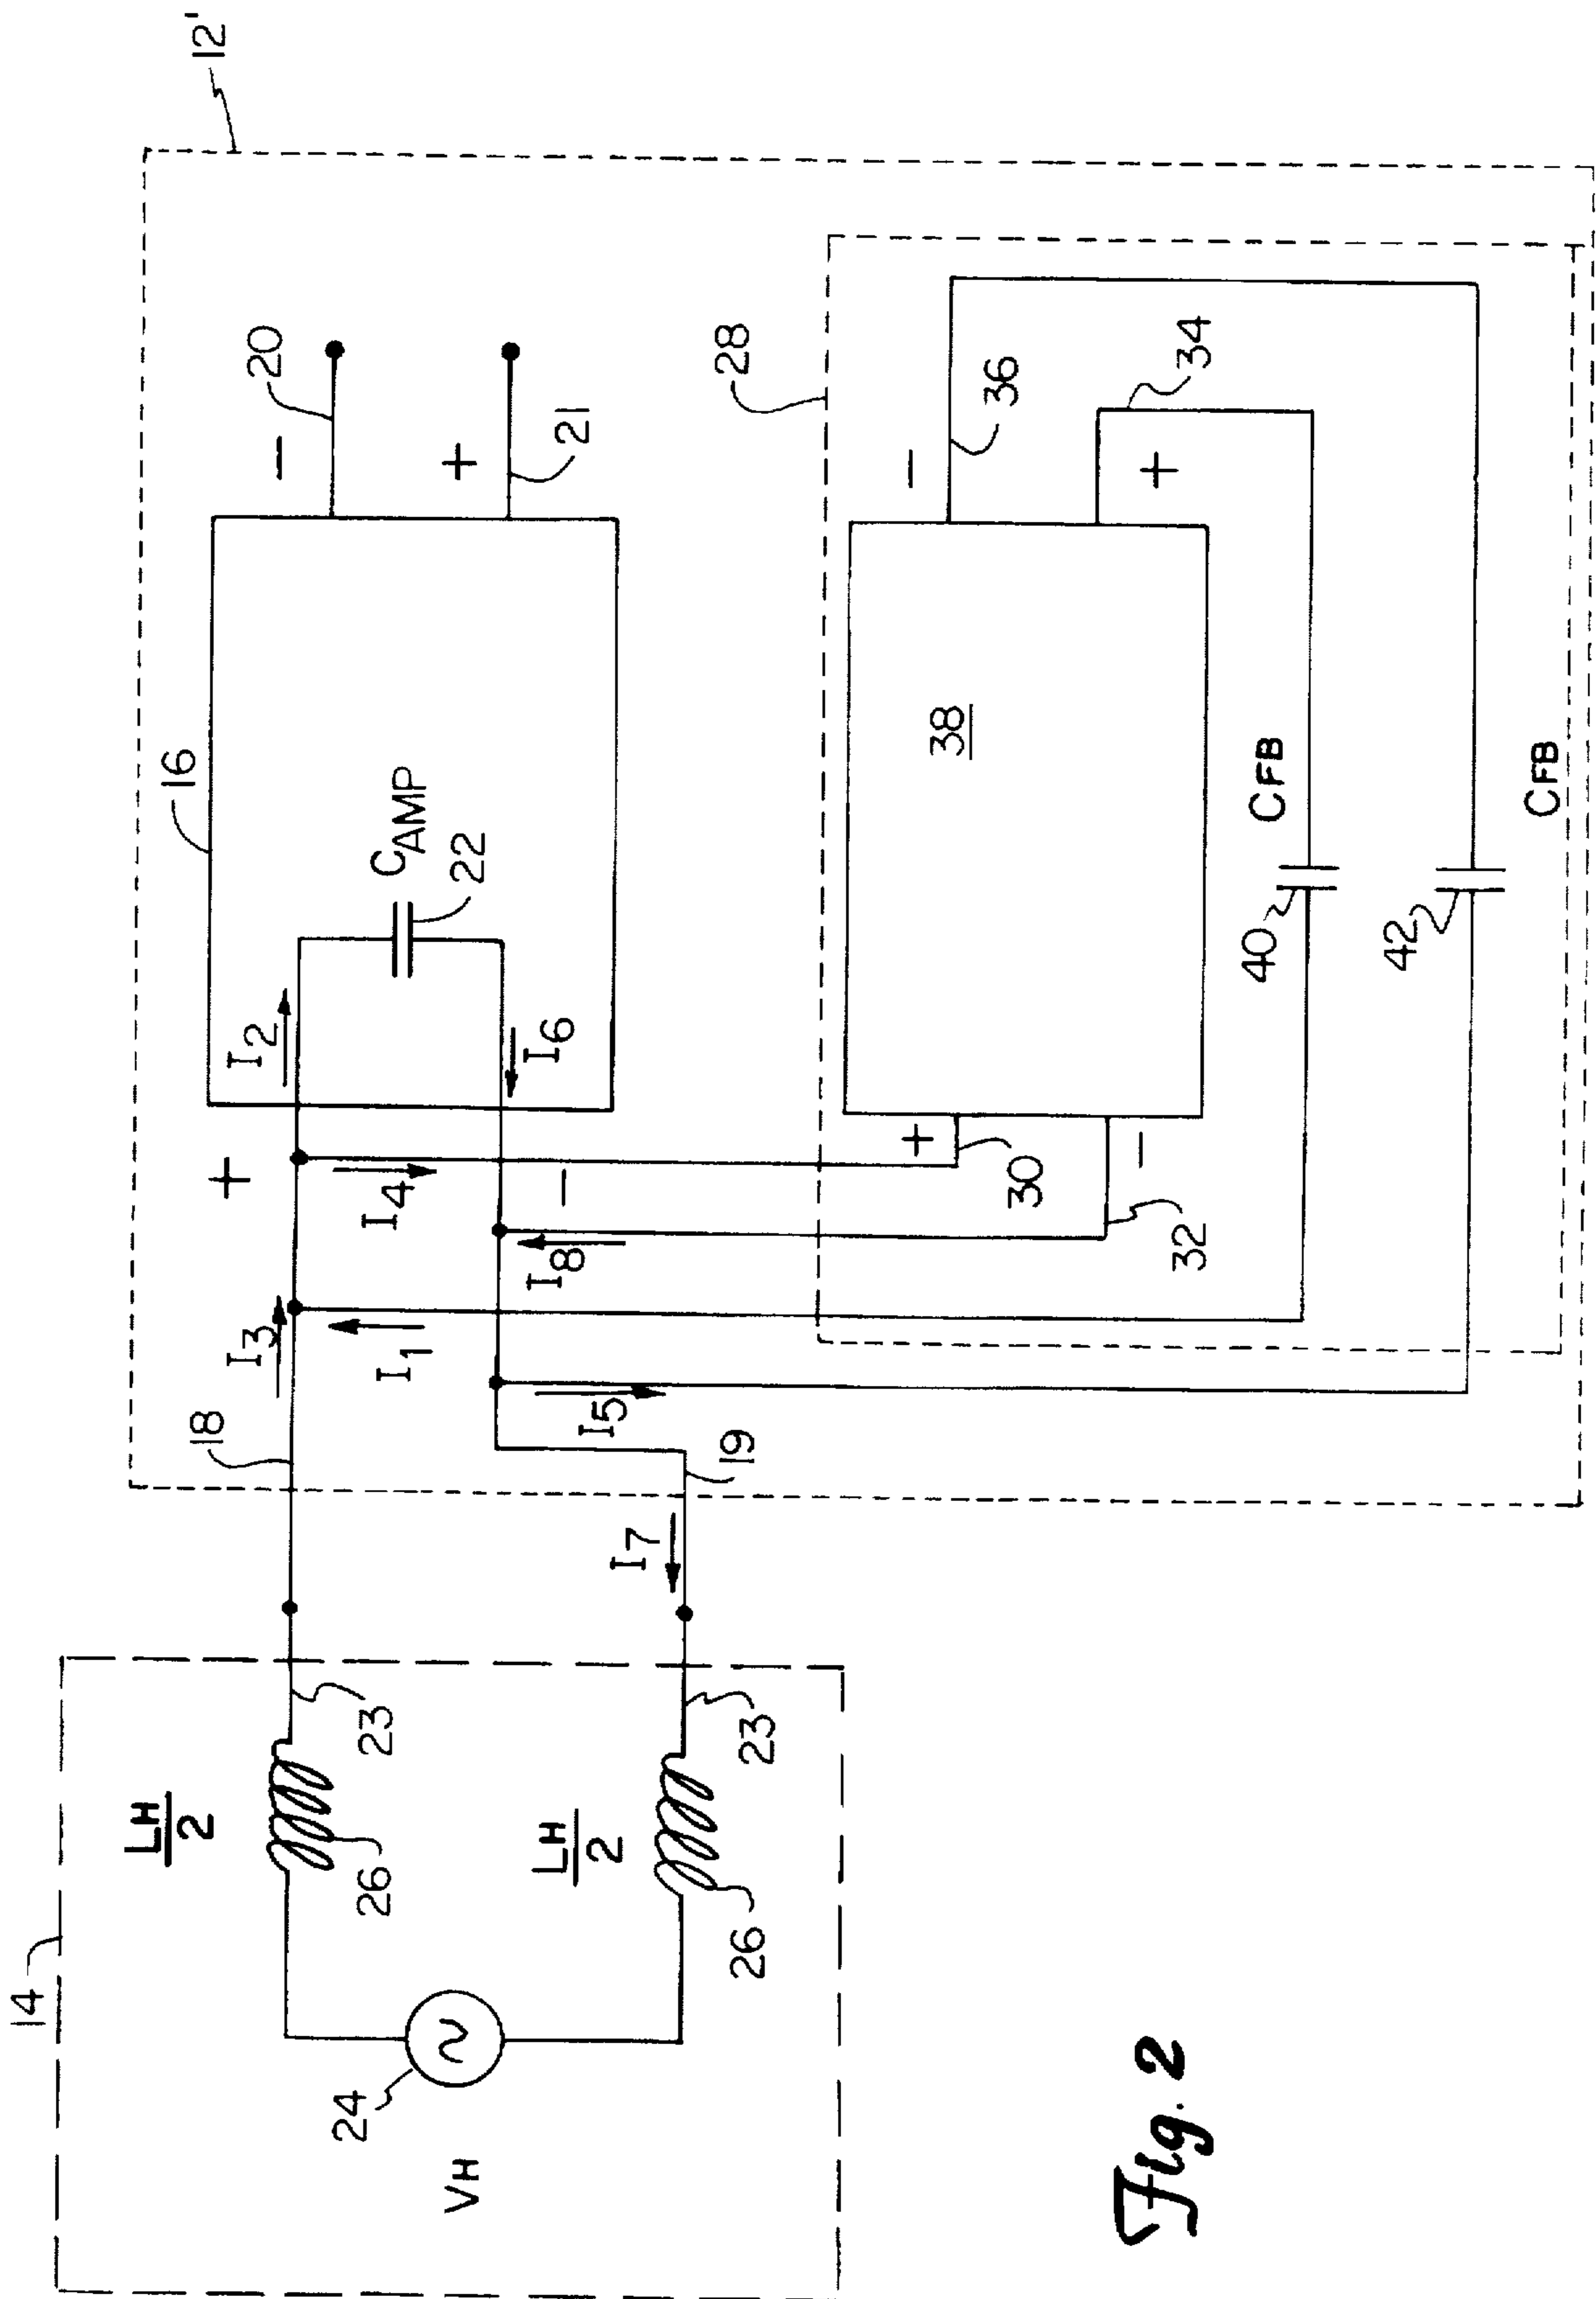 12'
16
20
-
+
21
C_AMP
22
I2
I6
+
-
I4
I8
I3
I1
18
I5
19
I7
28
38
-
36
34
+
+
30
-
32
CFB
40
CFB
42
14
LH/2
23
26
LH/2
23
26
24
VH
Fig. 2